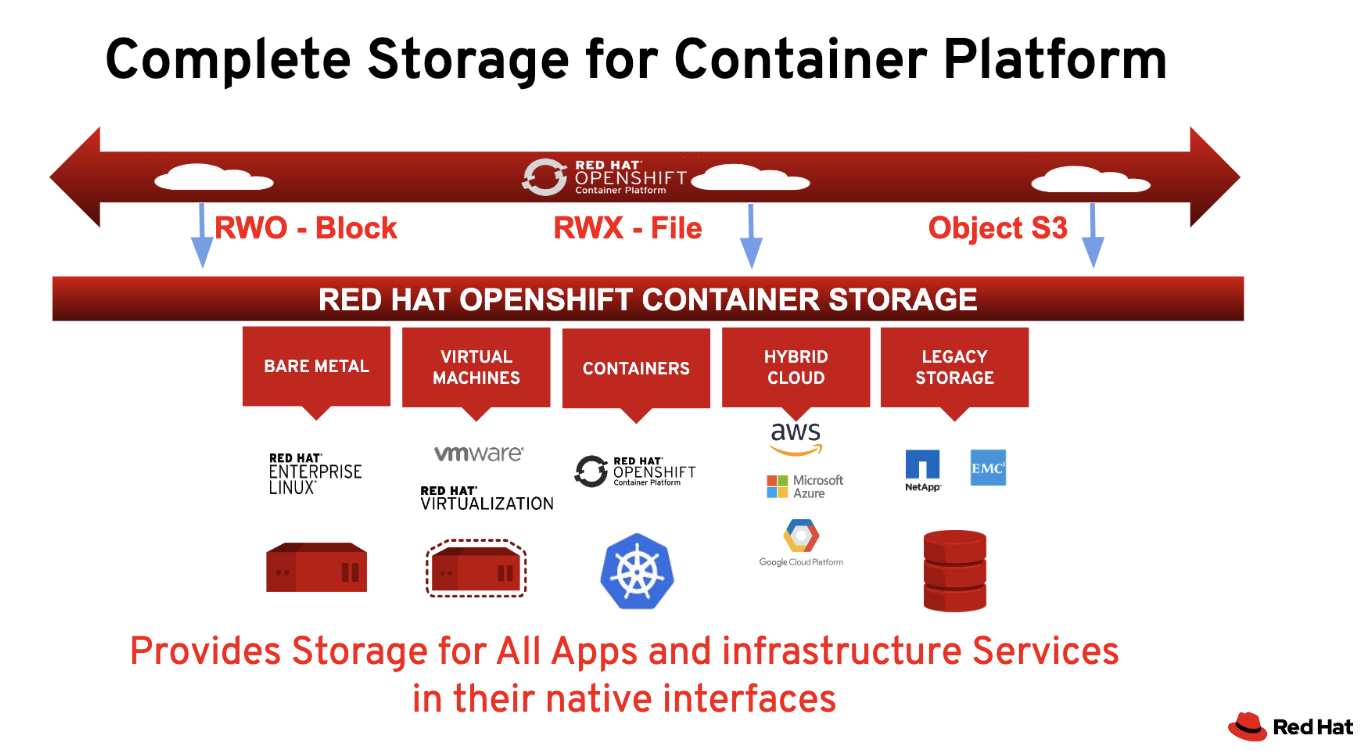 Complete Storage for Container Platform
RED HAT®
OPENSHIFT
Container Platform
RWO - Block
RWX - File
Object S3
RED HAT OPENSHIFT CONTAINER STORAGE
BARE METAL
VIRTUAL
MACHINES
CONTAINERS
HYBRID
CLOUD
LEGACY
STORAGE
RED HAT®
ENTERPRISE
LINUX®
vmware®
RED HAT®
VIRTUALIZATION
RED HAT®
OPENSHIFT
Container Platform
aws
Microsoft
Azure
Google Cloud Platform
NetApp®
EMC²
Provides Storage for All Apps and infrastructure Services
in their native interfaces
Red Hat